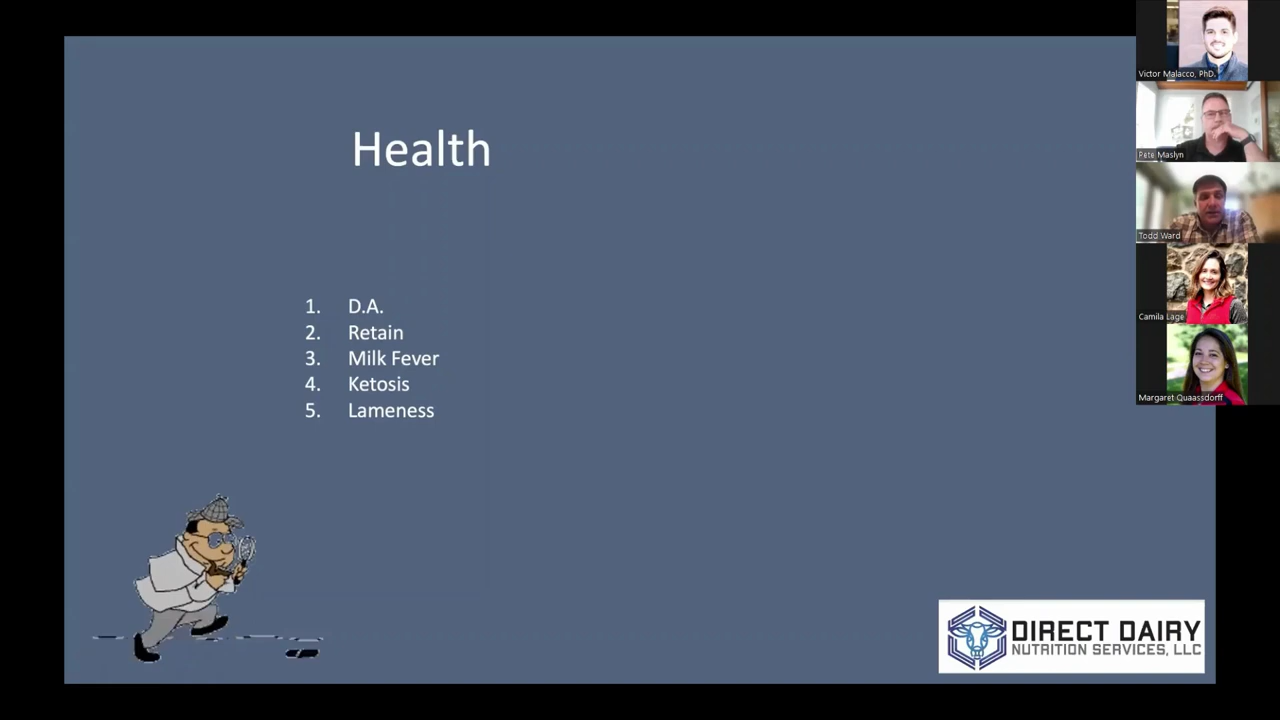 Health
1. D.A.
2. Retain
3. Milk Fever
4. Ketosis
5. Lameness
DIRECT DAIRY
NUTRITION SERVICES, LLC
Victor Malacco, PhD.
Pete Maslyn
Todd Ward
Camila Lage
Margaret Quaassdorff